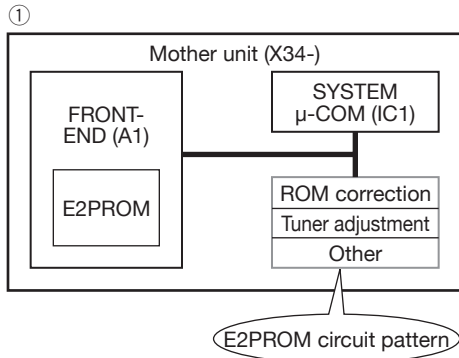 ①
Mother unit (X34-)
FRONT-
END (A1)
E2PROM
SYSTEM
µ-COM (IC1)
ROM correction
Tuner adjustment
Other
E2PROM circuit pattern